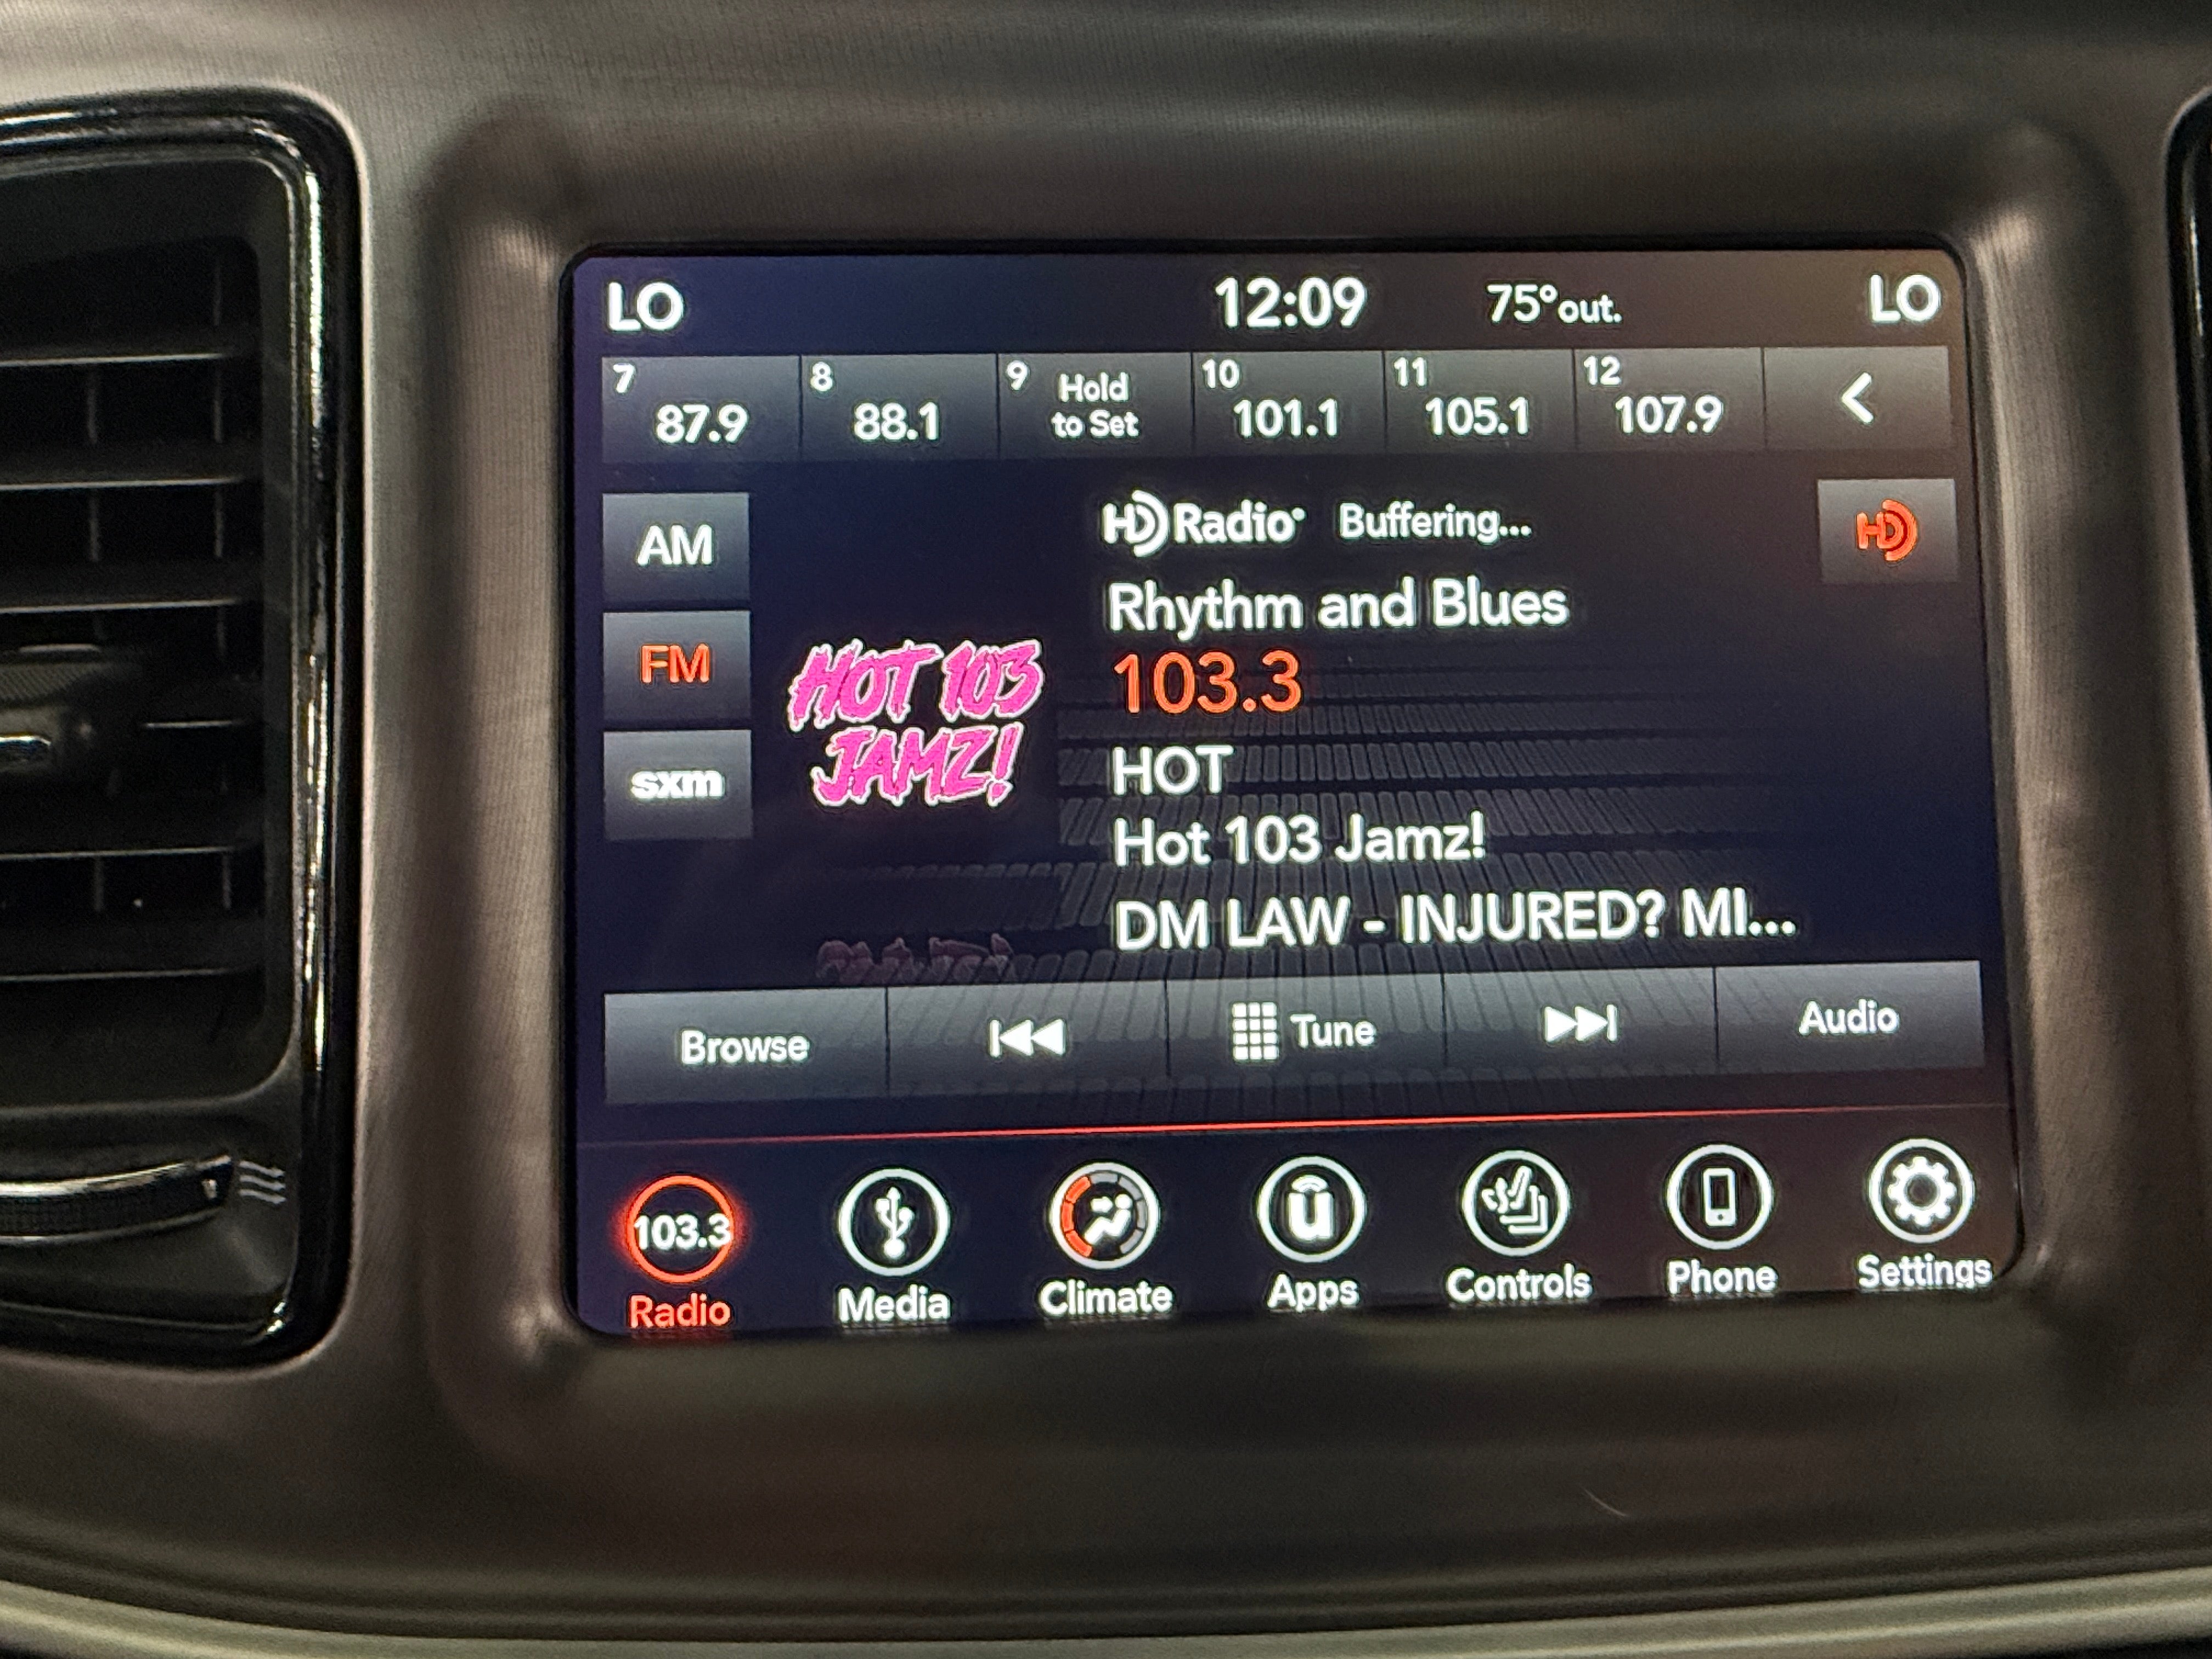 LO 12:09 75°out. LO
7 87.9 8 88.1 9 Hold to Set 10 101.1 11 105.1 12 107.9
HD Radio Buffering...
HD
AM
FM
sxm
HOT 103
JAMZ!
Rhythm and Blues
103.3
HOT
Hot 103 Jamz!
DM LAW - INJURED? MI...
Browse Tune Audio
103.3
Radio Media Climate Apps Controls Phone Settings